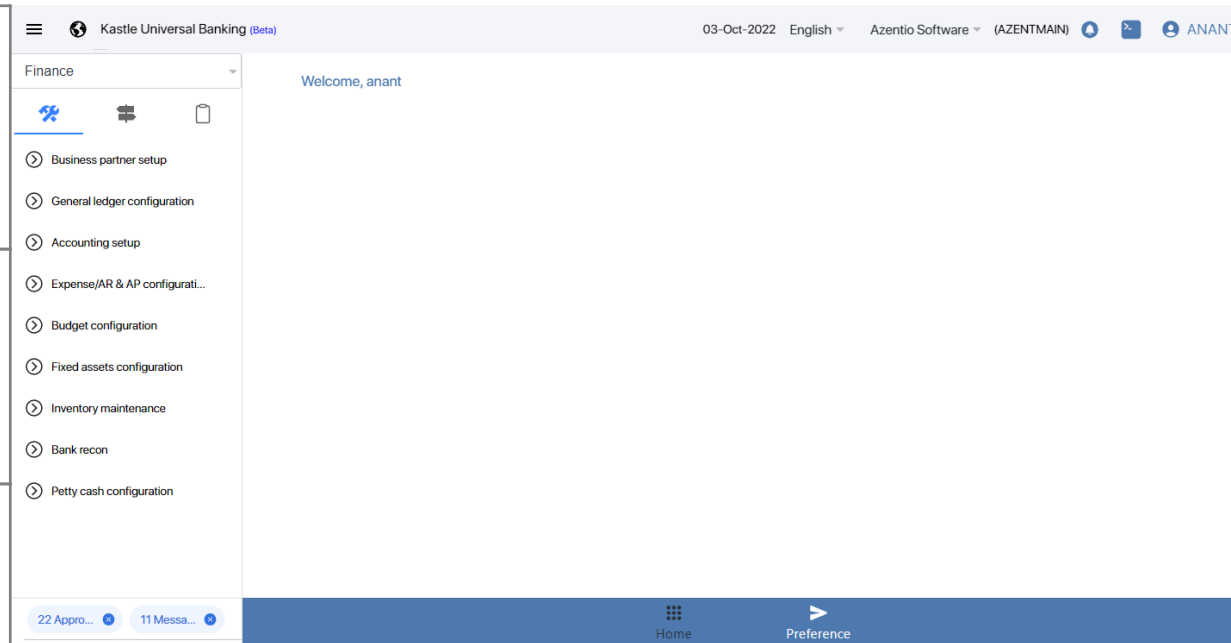 Kastle Universal Banking (Beta) 03-Oct-2022 English Azentio Software (AZENTMAIN) ANANT
Finance
Welcome, anant
Business partner setup
General ledger configuration
Accounting setup
Expense/AR & AP configurati...
Budget configuration
Fixed assets configuration
Inventory maintenance
Bank recon
Petty cash configuration
22 Appro... 11 Messa...
Home Preference